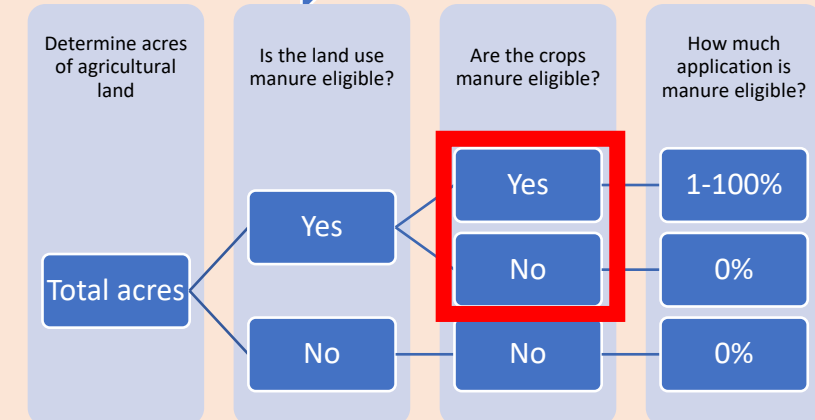 Determine acres
of agricultural
land
Is the land use
manure eligible?
Are the crops
manure eligible?
How much
application is
manure eligible?
Total acres
Yes
No
Yes
No
No
1-100%
0%
0%